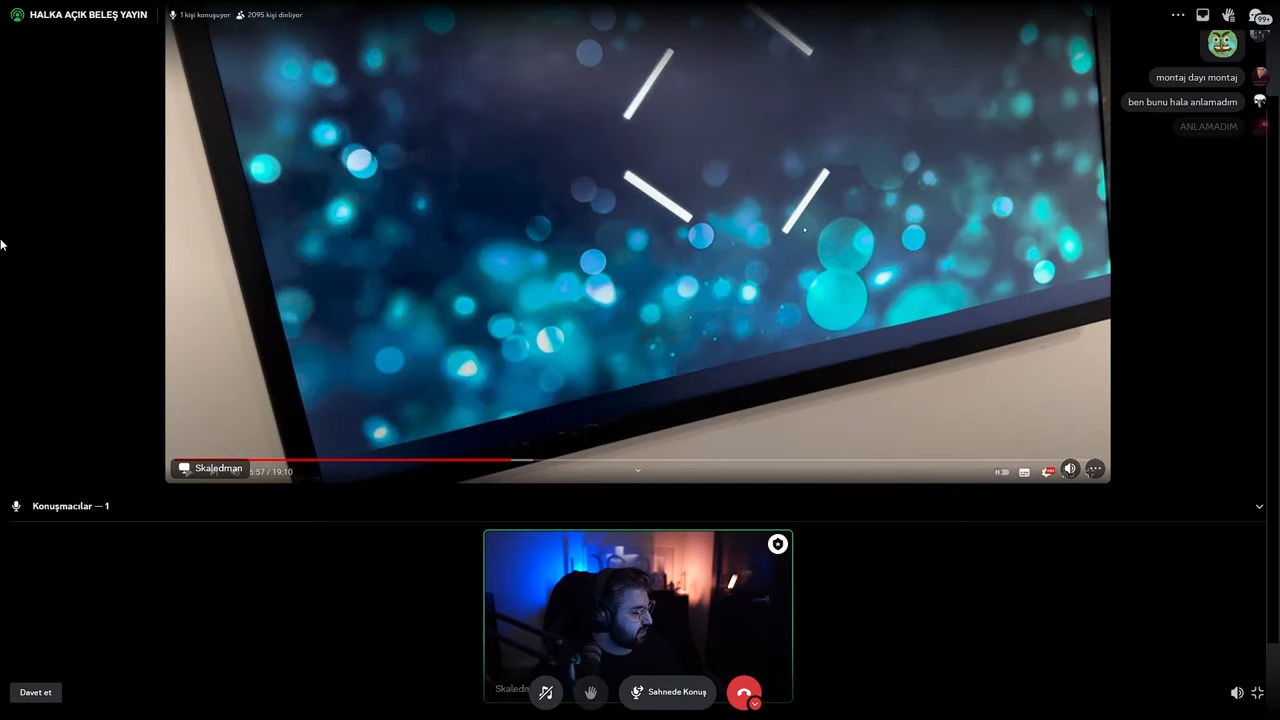 HALKA AÇIK BELEŞ YAYIN
1 kişi konuşuyor
2095 kişi dinliyor
99+
montaj dayı montaj
ben bunu hala anlamadım
ANLAMADIM
Skaledman
6:57 / 19:10
HD
Konuşmacılar — 1
Sahnede Konuş
Davet et